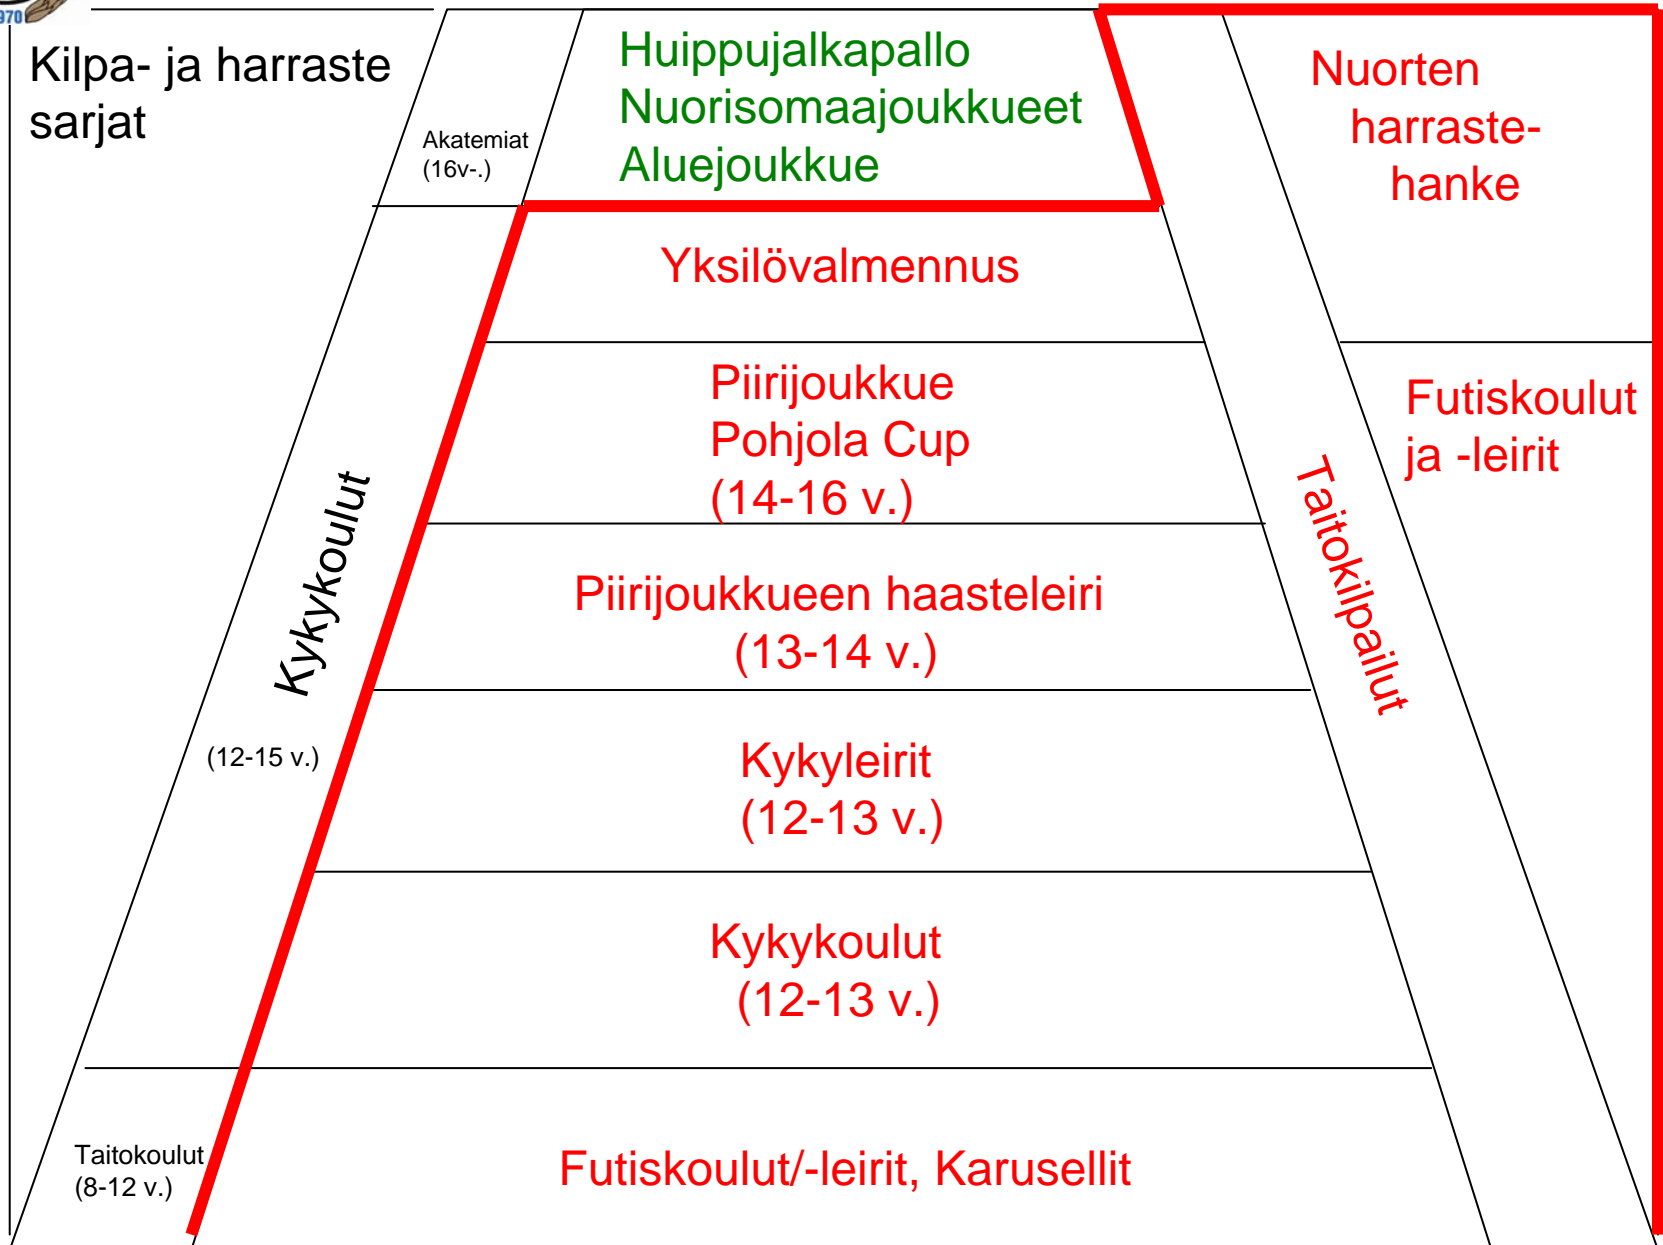 970
Kilpa- ja harraste
sarjat
Akatemiat
(16v-.)
Huippujalkapallo
Nuorisomaajoukkueet
Aluejoukkue
Nuorten
harraste-
hanke
Yksilövalmennus
Piirijoukkue
Pohjola Cup
(14-16 v.)
Futiskoulut
ja -leirit
Kykykoulut
(12-15 v.)
Taitokilpailut
Piirijoukkueen haasteleiri
(13-14 v.)
Kykyleirit
(12-13 v.)
Kykykoulut
(12-13 v.)
Taitokoulut
(8-12 v.)
Futiskoulut/-leirit, Karusellit